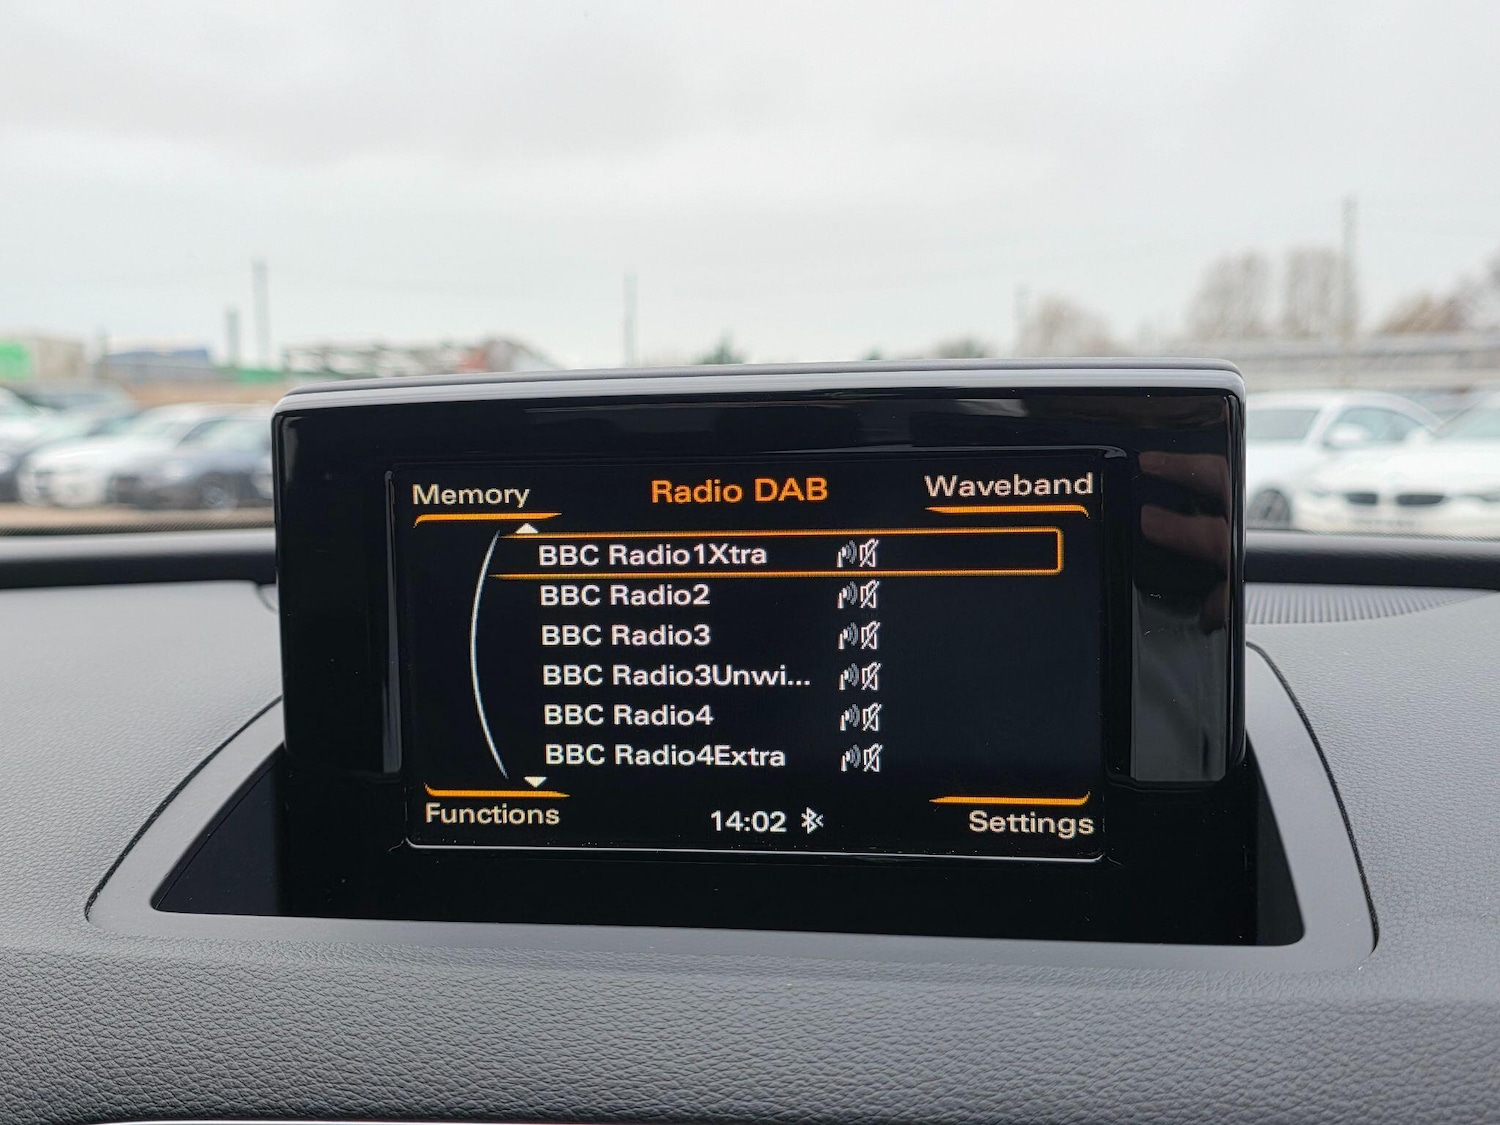 Memory
Radio DAB
Waveband
BBC Radio1Xtra
BBC Radio2
BBC Radio3
BBC Radio3Unwi...
BBC Radio4
BBC Radio4Extra
Functions
14:02
Settings